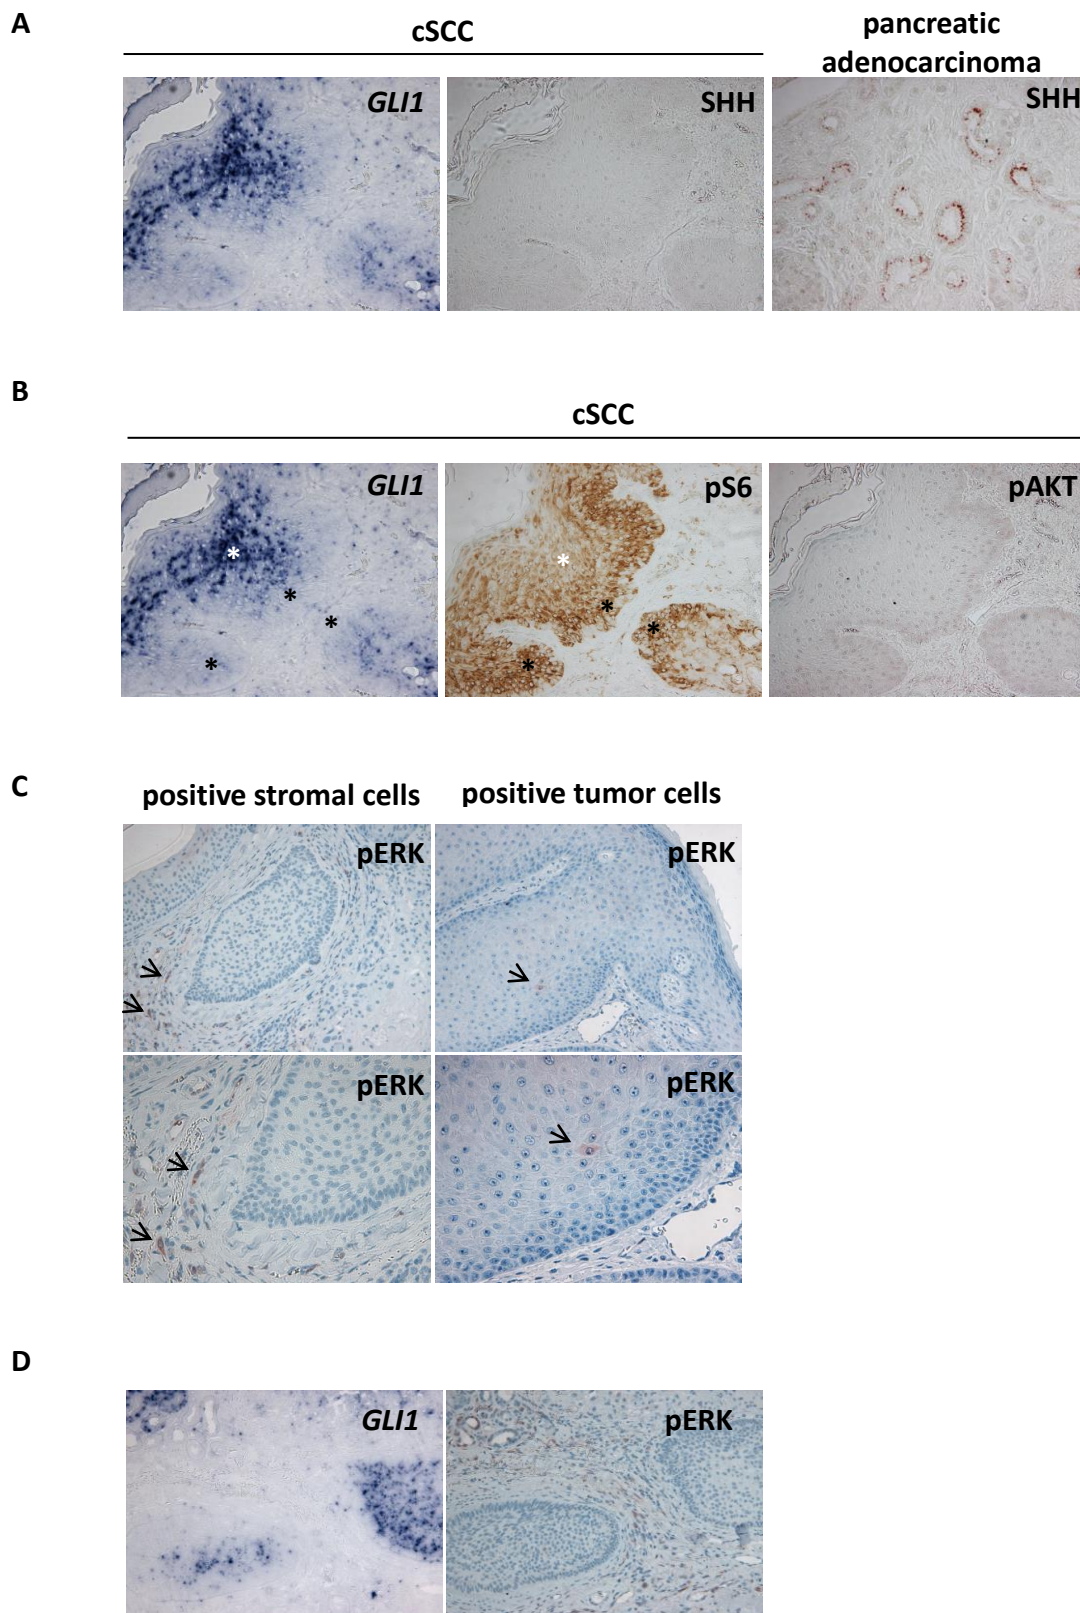 A
cSCC
pancreatic
adenocarcinoma
GLI1
SHH
SHH
B
cSCC
GLI1
*
*
*
*
pS6
*
*
*
*
pAKT
C
positive stromal cells
positive tumor cells
pERK
pERK
pERK
pERK
D
GLI1
pERK